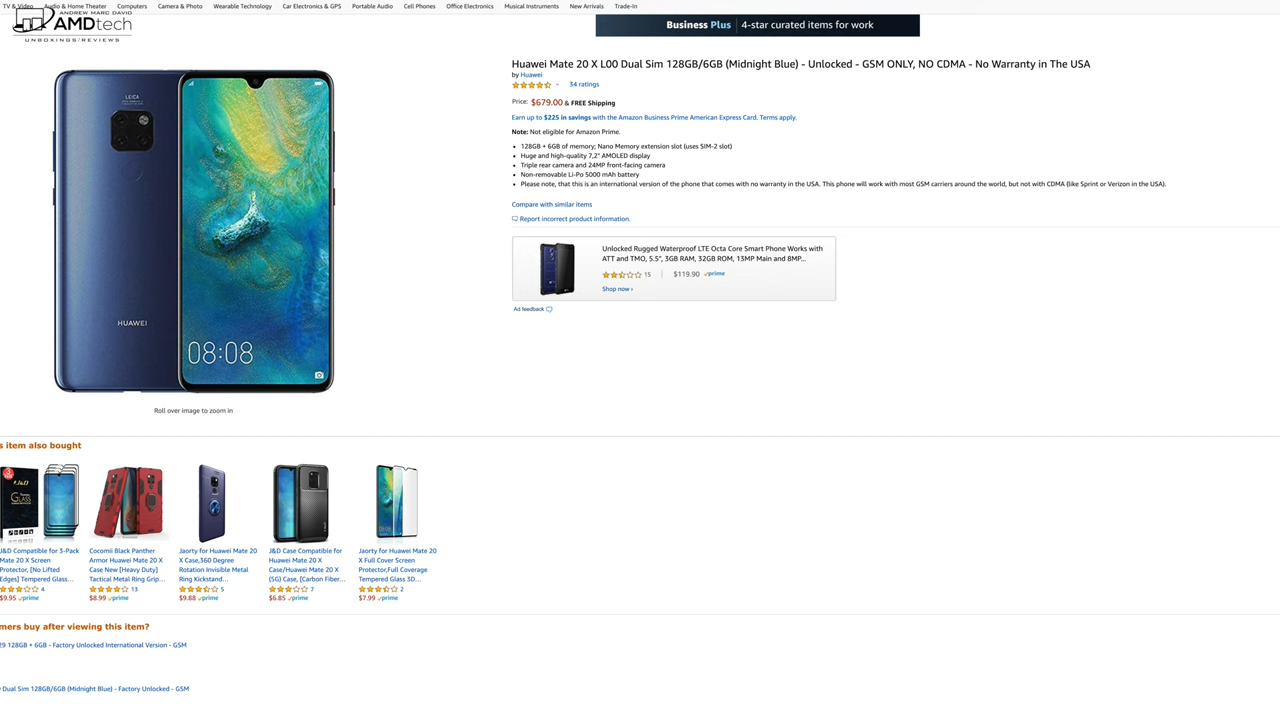 TV & Video Audio & Home Theater Computers Camera & Photo Wearable Technology Car Electronics & GPS Portable Audio Cell Phones Office Electronics Musical Instruments New Arrivals Trade-In
ANDREW MARC DAVID
AMDtech
UNBOXINGS/REVIEWS
Business Plus 4-star curated items for work
Huawei Mate 20 X L00 Dual Sim 128GB/6GB (Midnight Blue) - Unlocked - GSM ONLY, NO CDMA - No Warranty in The USA
by Huawei
34 ratings
Price: $679.00 & FREE Shipping
Earn up to $225 in savings with the Amazon Business Prime American Express Card. Terms apply.
Note: Not eligible for Amazon Prime.
• 128GB + 6GB of memory; Nano Memory extension slot (uses SIM-2 slot)
• Huge and high-quality 7,2" AMOLED display
• Triple rear camera and 24MP front-facing camera
• Non-removable Li-Po 5000 mAh battery
• Please note, that this is an international version of the phone that comes with no warranty in the USA. This phone will work with most GSM carriers around the world, but not with CDMA (like Sprint or Verizon in the USA).
Compare with similar items
Report incorrect product information.
Unlocked Rugged Waterproof LTE Octa Core Smart Phone Works with
ATT and TMO, 5.5", 3GB RAM, 32GB ROM, 13MP Main and 8MP...
15 | $119.90 prime
Shop now ›
Ad feedback
LEICA
HUAWEI
08:08
Roll over image to zoom in
s item also bought
J&D
GLASS
J&D Compatible for 3-Pack
Mate 20 X Screen
Protector, [No Lifted
Edges] Tempered Glass...
4
$9.95 prime
Cocomii Black Panther
Armor Huawei Mate 20 X
Case New [Heavy Duty]
Tactical Metal Ring Grip...
13
$8.99 prime
Jaorty for Huawei Mate 20
X Case,360 Degree
Rotation Invisible Metal
Ring Kickstand...
5
$9.88 prime
J&D Case Compatible for
Huawei Mate 20 X
Case/Huawei Mate 20 X
(5G) Case, [Carbon Fiber...
7
$6.85 prime
Jaorty for Huawei Mate 20
X Full Cover Screen
Protector,Full Coverage
Tempered Glass 3D...
2
$7.99 prime
mers buy after viewing this item?
29 128GB + 6GB - Factory Unlocked International Version - GSM
Dual Sim 128GB/6GB (Midnight Blue) - Factory Unlocked - GSM